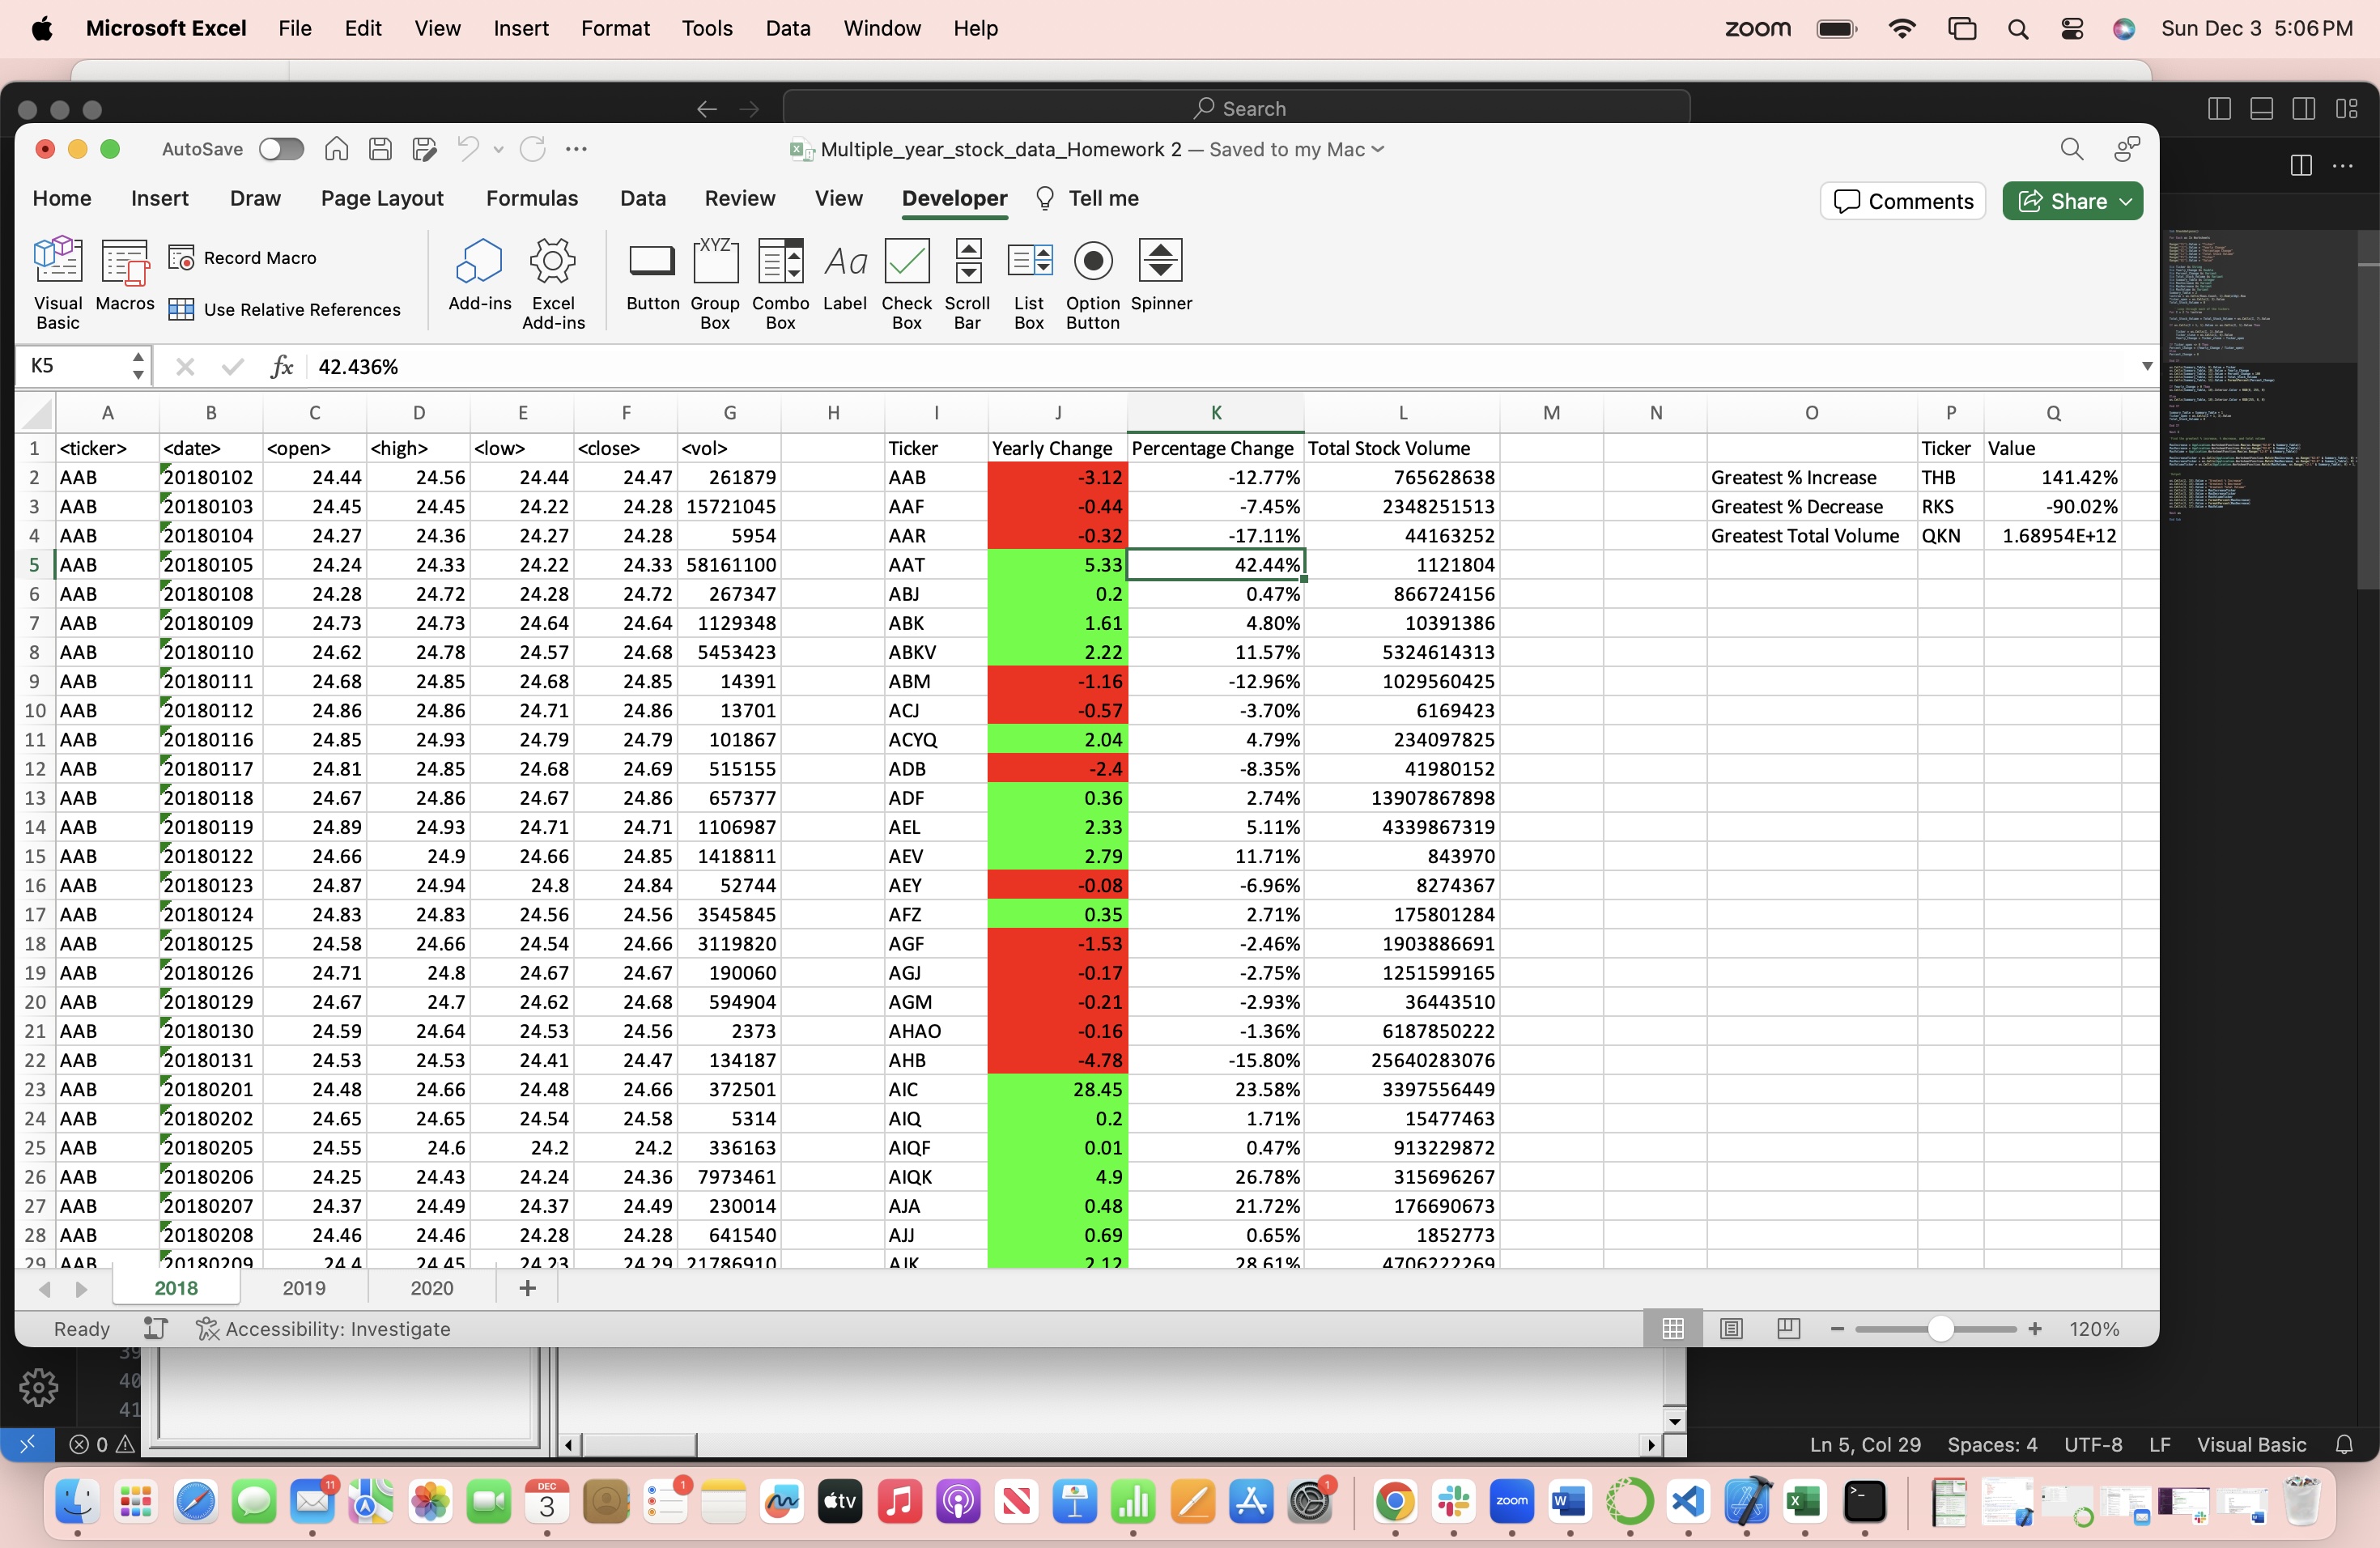 Microsoft Excel File Edit View Insert Format Tools Data Window Help zoom Sun Dec 3 5:06 PM
Search
AutoSave Multiple_year_stock_data_Homework 2 — Saved to my Mac
Home Insert Draw Page Layout Formulas Data Review View Developer Tell me Comments Share
Visual Basic Macros Record Macro Use Relative References Add-ins Excel Add-ins Button XYZ Group Box Combo Box Aa Label Check Box Scroll Bar List Box Option Button Spinner
K5 fx 42.436%
A B C D E F G H I J K L M N O P Q
1 <ticker> <date> <open> <high> <low> <close> <vol> Ticker Yearly Change Percentage Change Total Stock Volume Ticker Value
2 AAB 20180102 24.44 24.56 24.44 24.47 261879 AAB -3.12 -12.77% 765628638 Greatest % Increase THB 141.42%
3 AAB 20180103 24.45 24.45 24.22 24.28 15721045 AAF -0.44 -7.45% 2348251513 Greatest % Decrease RKS -90.02%
4 AAB 20180104 24.27 24.36 24.27 24.28 5954 AAR -0.32 -17.11% 44163252 Greatest Total Volume QKN 1.68954E+12
5 AAB 20180105 24.24 24.33 24.22 24.33 58161100 AAT 5.33 42.44% 1121804
6 AAB 20180108 24.28 24.72 24.28 24.72 267347 ABJ 0.2 0.47% 866724156
7 AAB 20180109 24.73 24.73 24.64 24.64 1129348 ABK 1.61 4.80% 10391386
8 AAB 20180110 24.62 24.78 24.57 24.68 5453423 ABKV 2.22 11.57% 5324614313
9 AAB 20180111 24.68 24.85 24.68 24.85 14391 ABM -1.16 -12.96% 1029560425
10 AAB 20180112 24.86 24.86 24.71 24.86 13701 ACJ -0.57 -3.70% 6169423
11 AAB 20180116 24.85 24.93 24.79 24.79 101867 ACYQ 2.04 4.79% 234097825
12 AAB 20180117 24.81 24.85 24.68 24.69 515155 ADB -2.4 -8.35% 41980152
13 AAB 20180118 24.67 24.86 24.67 24.86 657377 ADF 0.36 2.74% 13907867898
14 AAB 20180119 24.89 24.93 24.71 24.71 1106987 AEL 2.33 5.11% 4339867319
15 AAB 20180122 24.66 24.9 24.66 24.85 1418811 AEV 2.79 11.71% 843970
16 AAB 20180123 24.87 24.94 24.8 24.84 52744 AEY -0.08 -6.96% 8274367
17 AAB 20180124 24.83 24.83 24.56 24.56 3545845 AFZ 0.35 2.71% 175801284
18 AAB 20180125 24.58 24.66 24.54 24.66 3119820 AGF -1.53 -2.46% 1903886691
19 AAB 20180126 24.71 24.8 24.67 24.67 190060 AGJ -0.17 -2.75% 1251599165
20 AAB 20180129 24.67 24.7 24.62 24.68 594904 AGM -0.21 -2.93% 36443510
21 AAB 20180130 24.59 24.64 24.53 24.56 2373 AHAO -0.16 -1.36% 6187850222
22 AAB 20180131 24.53 24.53 24.41 24.47 134187 AHB -4.78 -15.80% 25640283076
23 AAB 20180201 24.48 24.66 24.48 24.66 372501 AIC 28.45 23.58% 3397556449
24 AAB 20180202 24.65 24.65 24.54 24.58 5314 AIQ 0.2 1.71% 15477463
25 AAB 20180205 24.55 24.6 24.2 24.2 336163 AIQF 0.01 0.47% 913229872
26 AAB 20180206 24.25 24.43 24.24 24.36 7973461 AIQK 4.9 26.78% 315696267
27 AAB 20180207 24.37 24.49 24.37 24.49 230014 AJA 0.48 21.72% 176690673
28 AAB 20180208 24.46 24.46 24.28 24.28 641540 AJJ 0.69 0.65% 1852773
29 AAB 20180209 24.4 24.45 24.23 24.29 21786910 AJK 2.12 28.61% 4706222269
2018 2019 2020 +
Ready Accessibility: Investigate 120%
39
40
41
0 Ln 5, Col 29 Spaces: 4 UTF-8 LF Visual Basic
11 DEC 3 1 tv 1 zoom W X >_